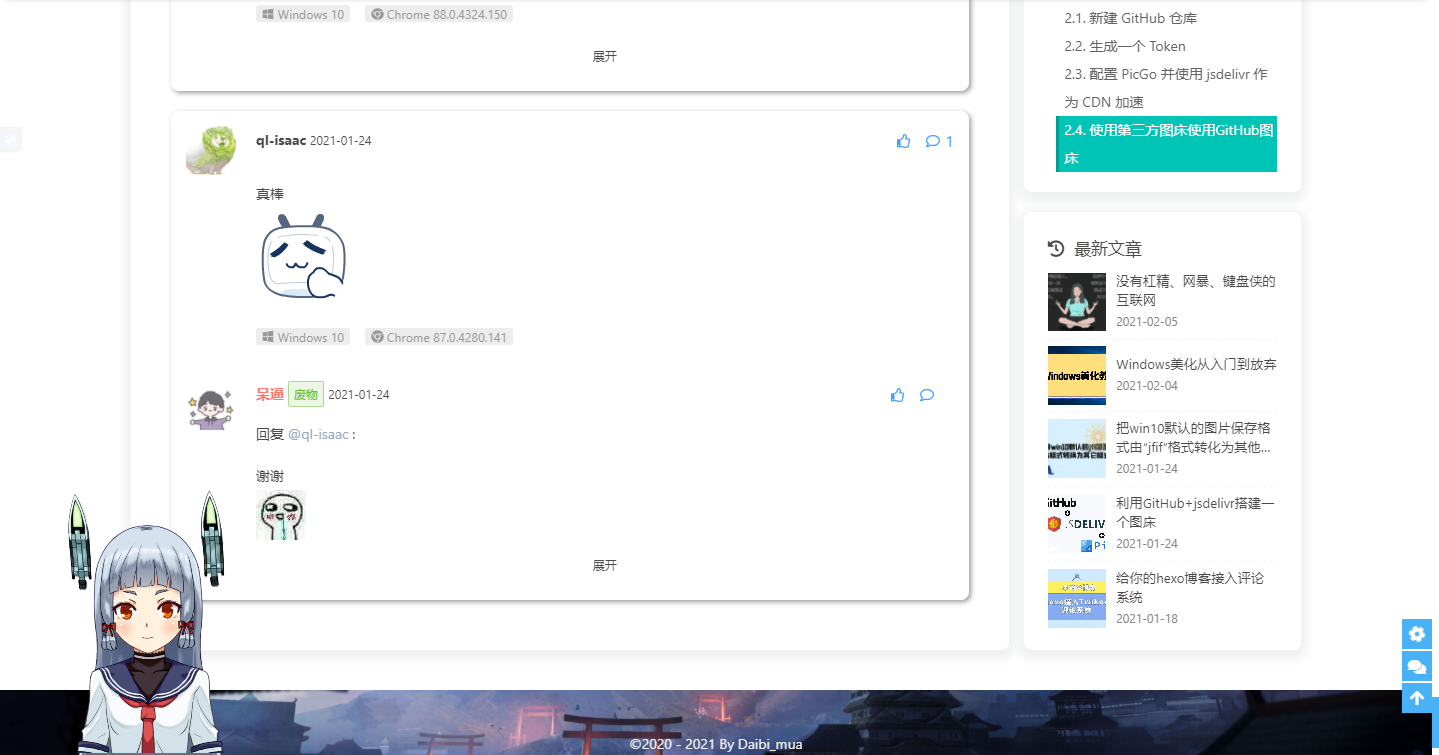 Windows 10 Chrome 88.0.4324.150
展开
ql-isaac 2021-01-24
1
真棒
Windows 10 Chrome 87.0.4280.141
呆逼 废物 2021-01-24
回复 @ql-isaac :
谢谢
展开
2.1. 新建 GitHub 仓库
2.2. 生成一个 Token
2.3. 配置 PicGo 并使用 jsdelivr 作
为 CDN 加速
2.4. 使用第三方图床使用GitHub图
床
最新文章
没有杠精、网暴、键盘侠的
互联网
2021-02-05
Windows美化从入门到放弃
2021-02-04
把win10默认的图片保存格
式由“jfif”格式转化为其他...
2021-01-24
利用GitHub+jsdelivr搭建一
个图床
2021-01-24
给你的hexo博客接入评论
系统
2021-01-18
©2020 - 2021 By Daibi_mua